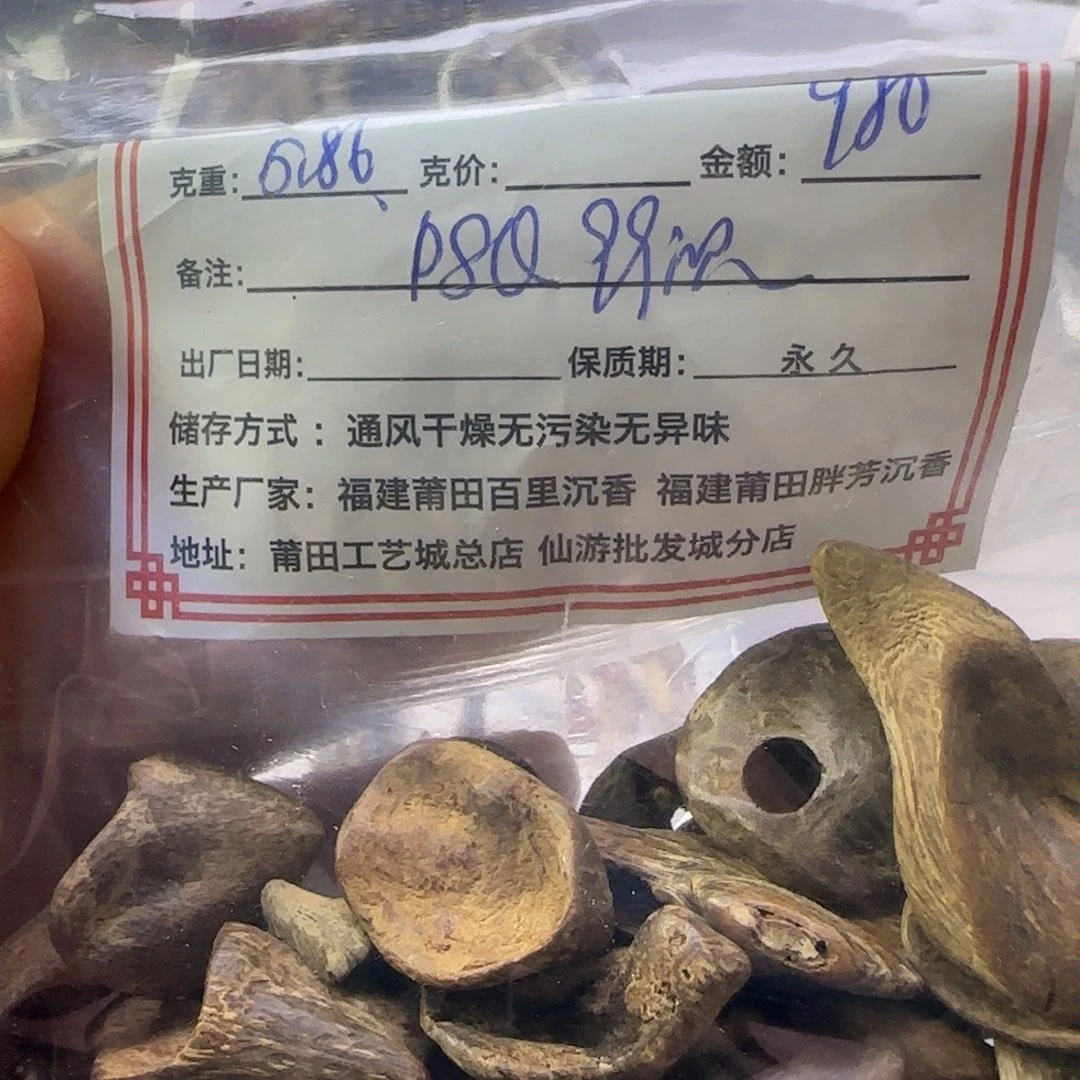 克重： 克价： 金额：980
备注：
出厂日期： 保质期：永久
储存方式：通风干燥无污染无异味
生产厂家：福建莆田百里沉香 福建莆田胖芳沉香
地址：莆田工艺城总店 仙游批发城分店